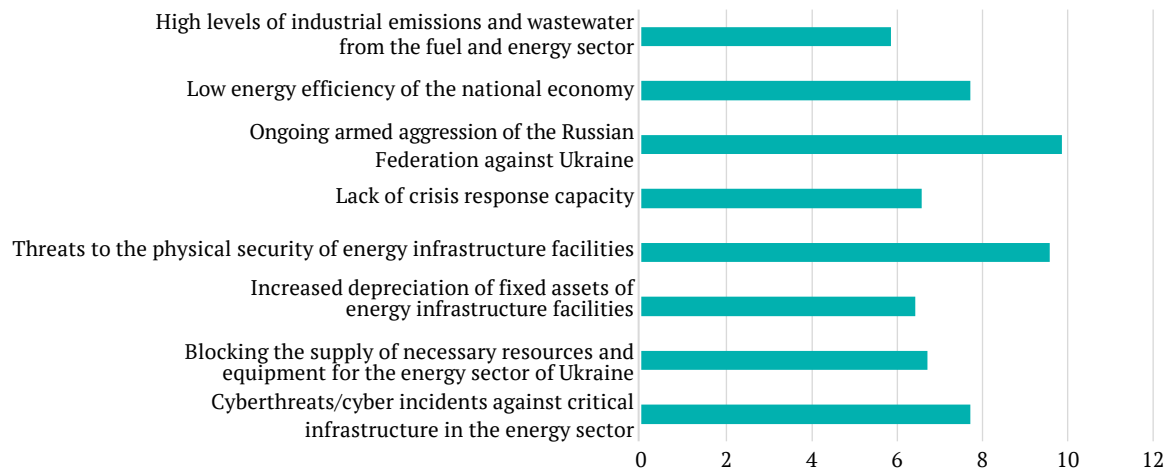 High levels of industrial emissions and wastewater
from the fuel and energy sector
Low energy efficiency of the national economy
Ongoing armed aggression of the Russian
Federation against Ukraine
Lack of crisis response capacity
Threats to the physical security of energy infrastructure facilities
Increased depreciation of fixed assets of
energy infrastructure facilities
Blocking the supply of necessary resources and
equipment for the energy sector of Ukraine
Cyberthreats/cyber incidents against critical
infrastructure in the energy sector
0 2 4 6 8 10 12